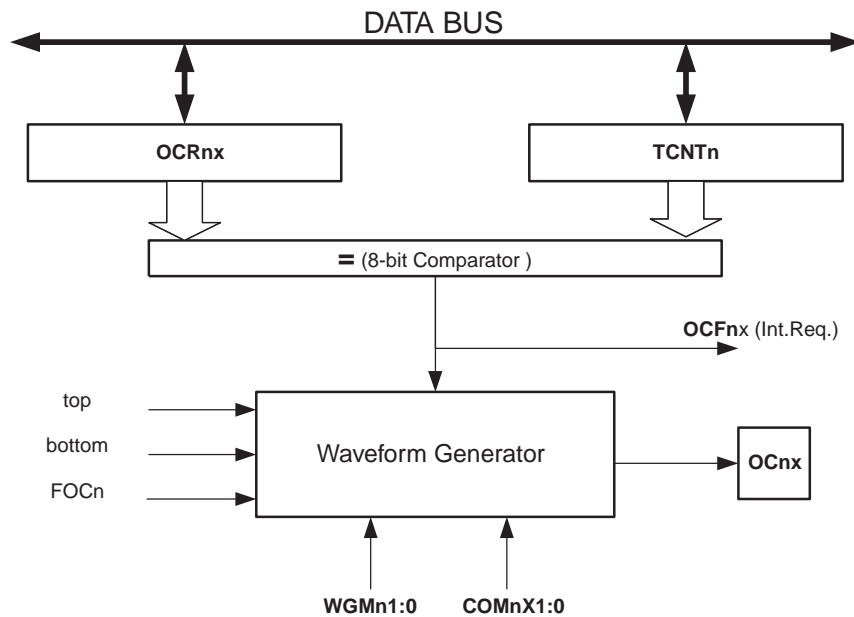 DATA BUS
OCRnx
TCNTn
= (8-bit Comparator )
OCFnx (Int.Req.)
top
bottom
FOCn
Waveform Generator
OCnx
WGMn1:0
COMnX1:0